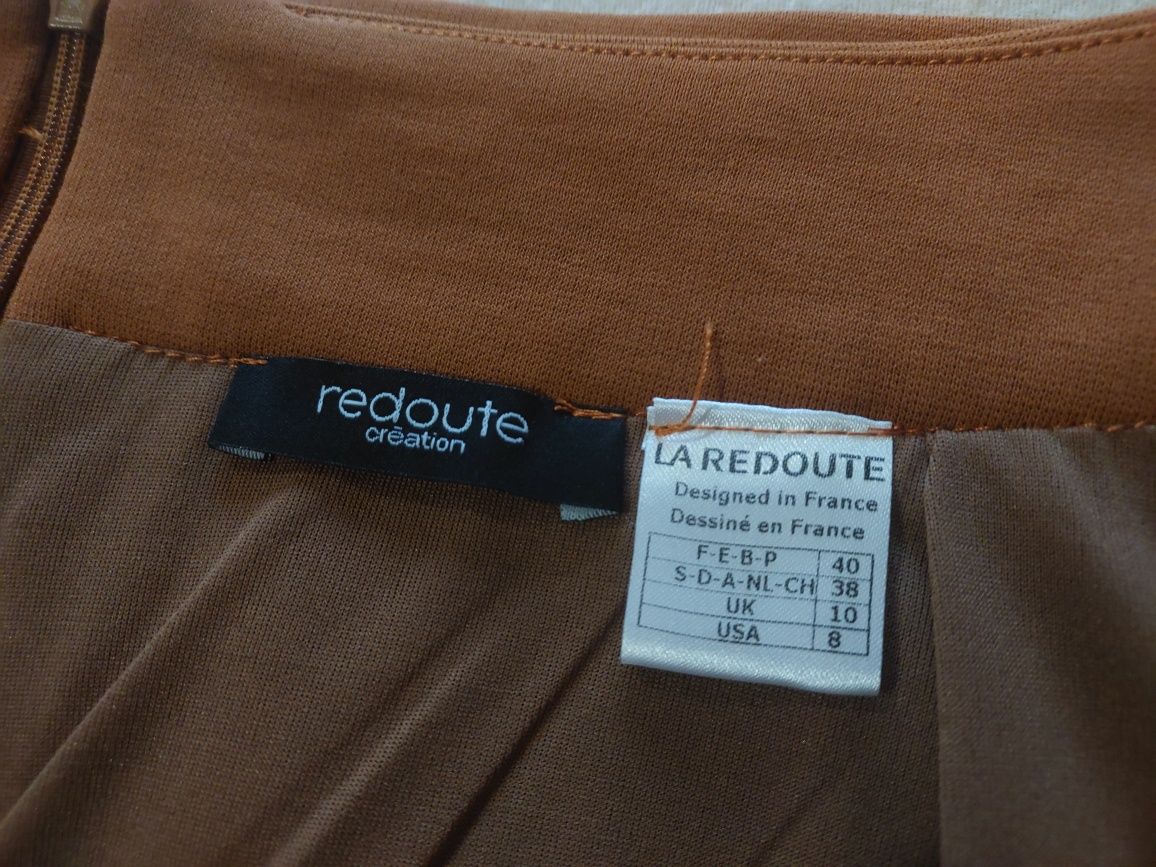 redoute
création
LA REDOUTE
Designed in France
Dessiné en France
F-E-B-P 40
S-D-A-NL-CH 38
UK 10
USA 8